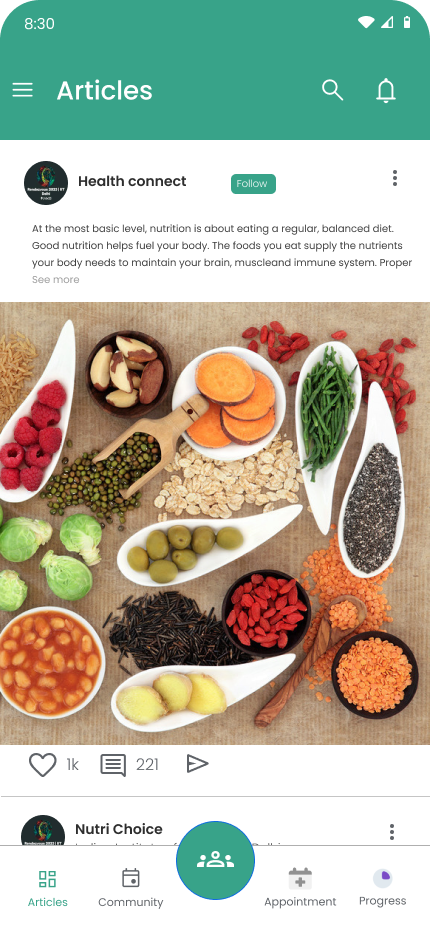 8:30
Articles
Health connect
Follow
At the most basic level, nutrition is about eating a regular, balanced diet.
Good nutrition helps fuel your body. The foods you eat supply the nutrients
your body needs to maintain your brain, muscleand immune system. Proper
See more
1k
221
Nutri Choice
Articles
Community
Appointment
Progress